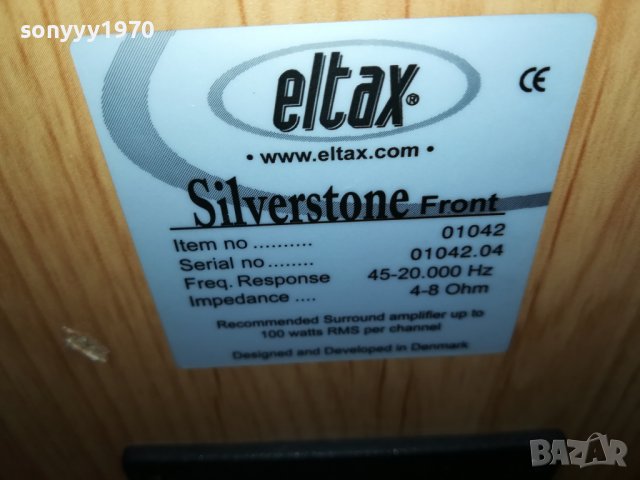 sonyyy1970
eltax®
• www.eltax.com •
CE
Silverstone Front
Item no .......... 01042
Serial no........ 01042.04
Freq. Response 45-20.000 Hz
Impedance .... 4-8 Ohm
Recommended Surround amplifier up to
100 watts RMS per channel
Designed and Developed in Denmark
BAZAR